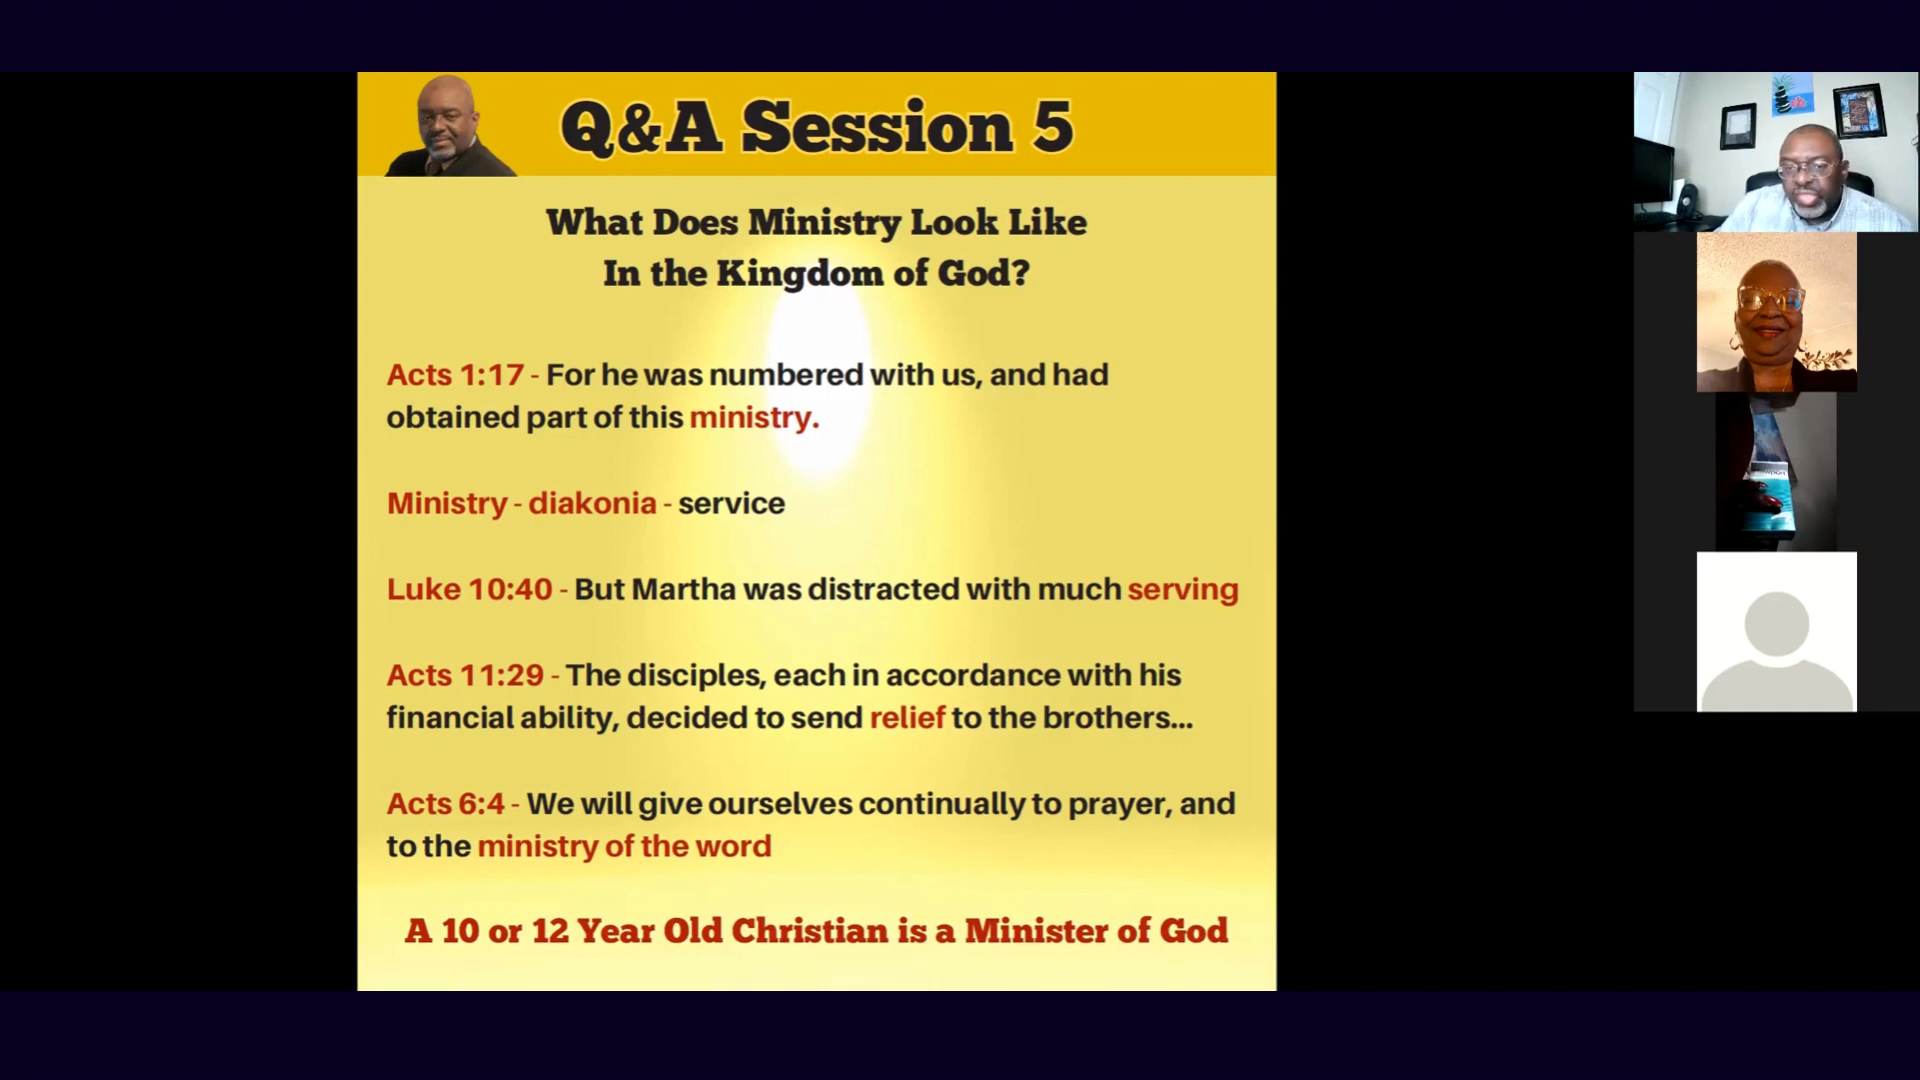 Q&A Session 5
What Does Ministry Look Like
In the Kingdom of God?
Acts 1:17 - For he was numbered with us, and had
obtained part of this ministry.
Ministry - diakonia - service
Luke 10:40 - But Martha was distracted with much serving
Acts 11:29 - The disciples, each in accordance with his
financial ability, decided to send relief to the brothers...
Acts 6:4 - We will give ourselves continually to prayer, and
to the ministry of the word
A 10 or 12 Year Old Christian is a Minister of God